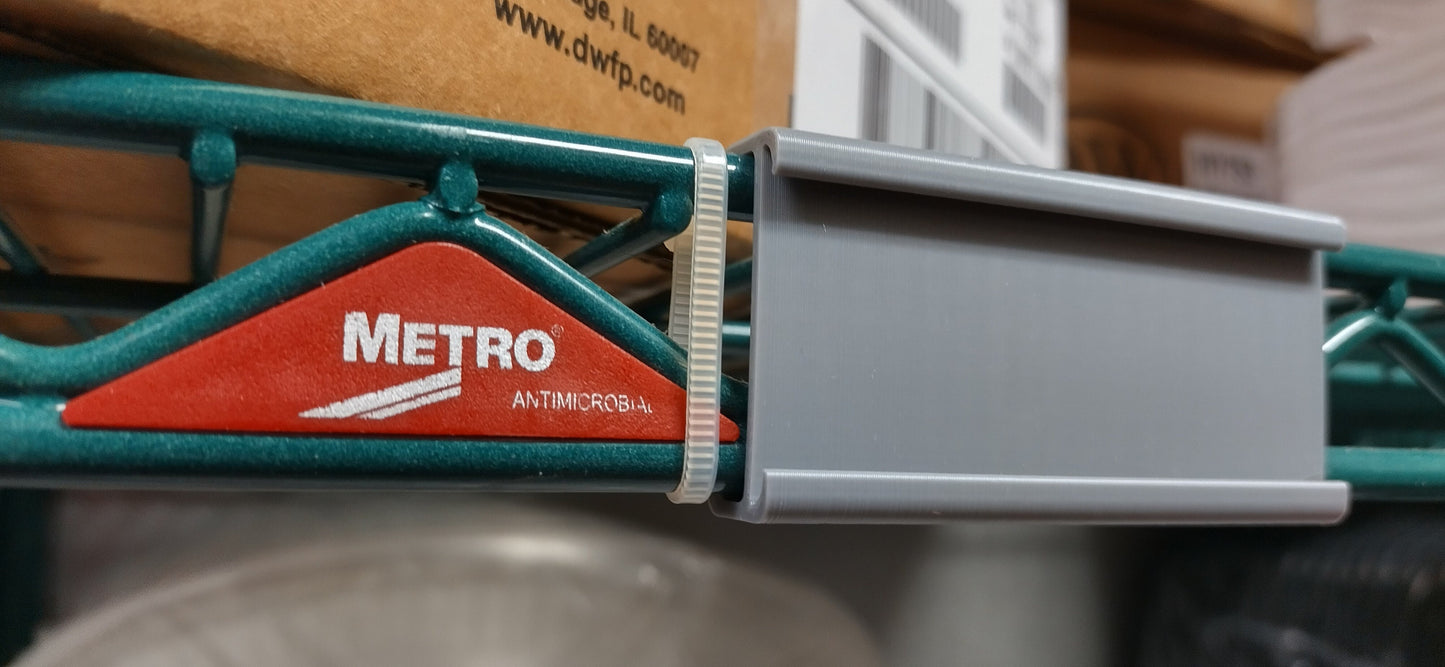 ge, IL 60007
www.dwfp.com
METRO®
ANTIMICROBIAL